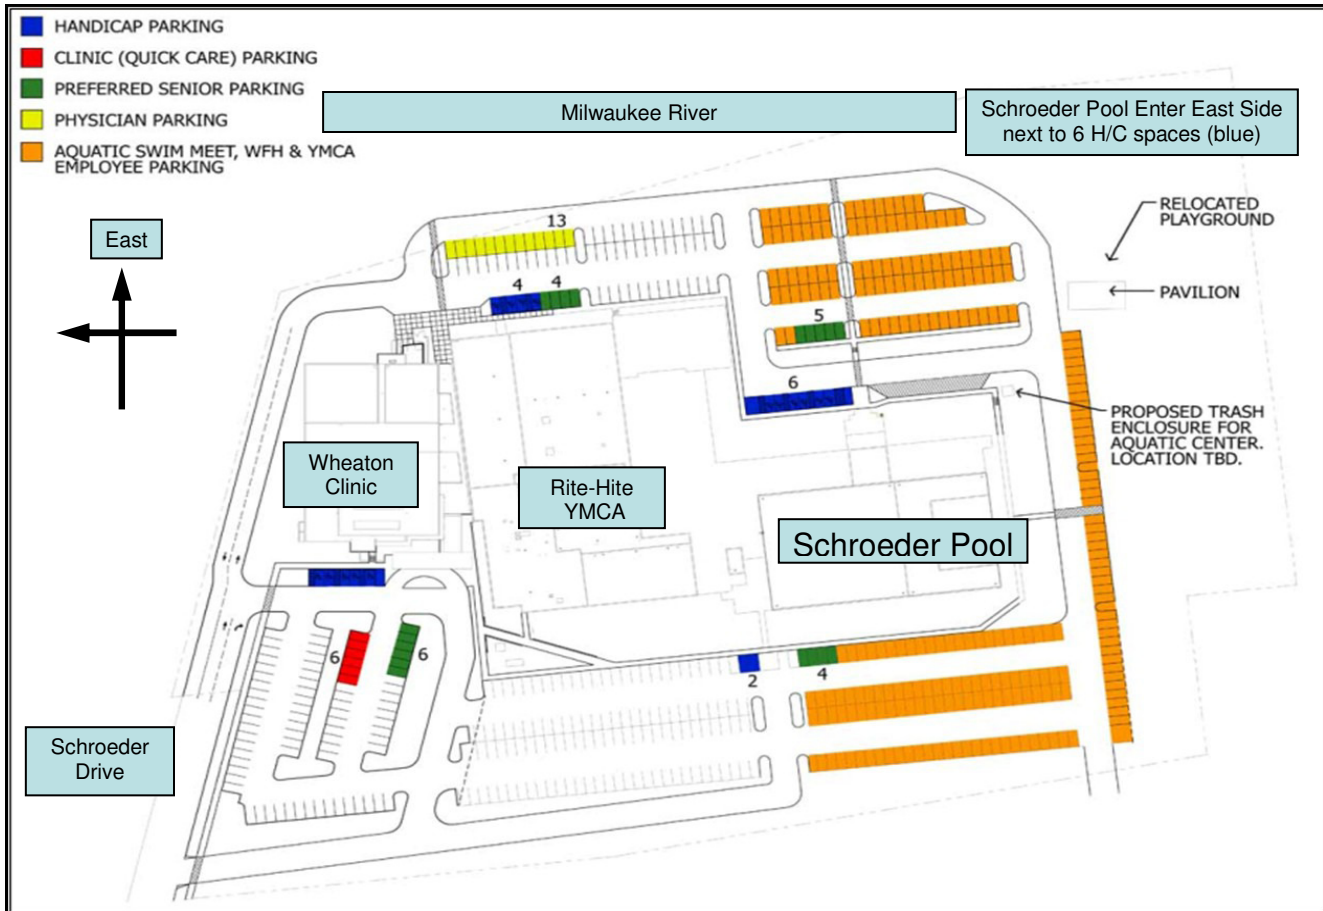 HANDICAP PARKING
CLINIC (QUICK CARE) PARKING
PREFERRED SENIOR PARKING
PHYSICIAN PARKING
AQUATIC SWIM MEET, WFH & YMCA
EMPLOYEE PARKING
Milwaukee River
Schroeder Pool Enter East Side
next to 6 H/C spaces (blue)
East
RELOCATED
PLAYGROUND
PAVILION
13
4
4
5
6
PROPOSED TRASH
ENCLOSURE FOR
AQUATIC CENTER.
LOCATION TBD.
Wheaton
Clinic
Rite-Hite
YMCA
Schroeder Pool
6
6
2
4
Schroeder
Drive